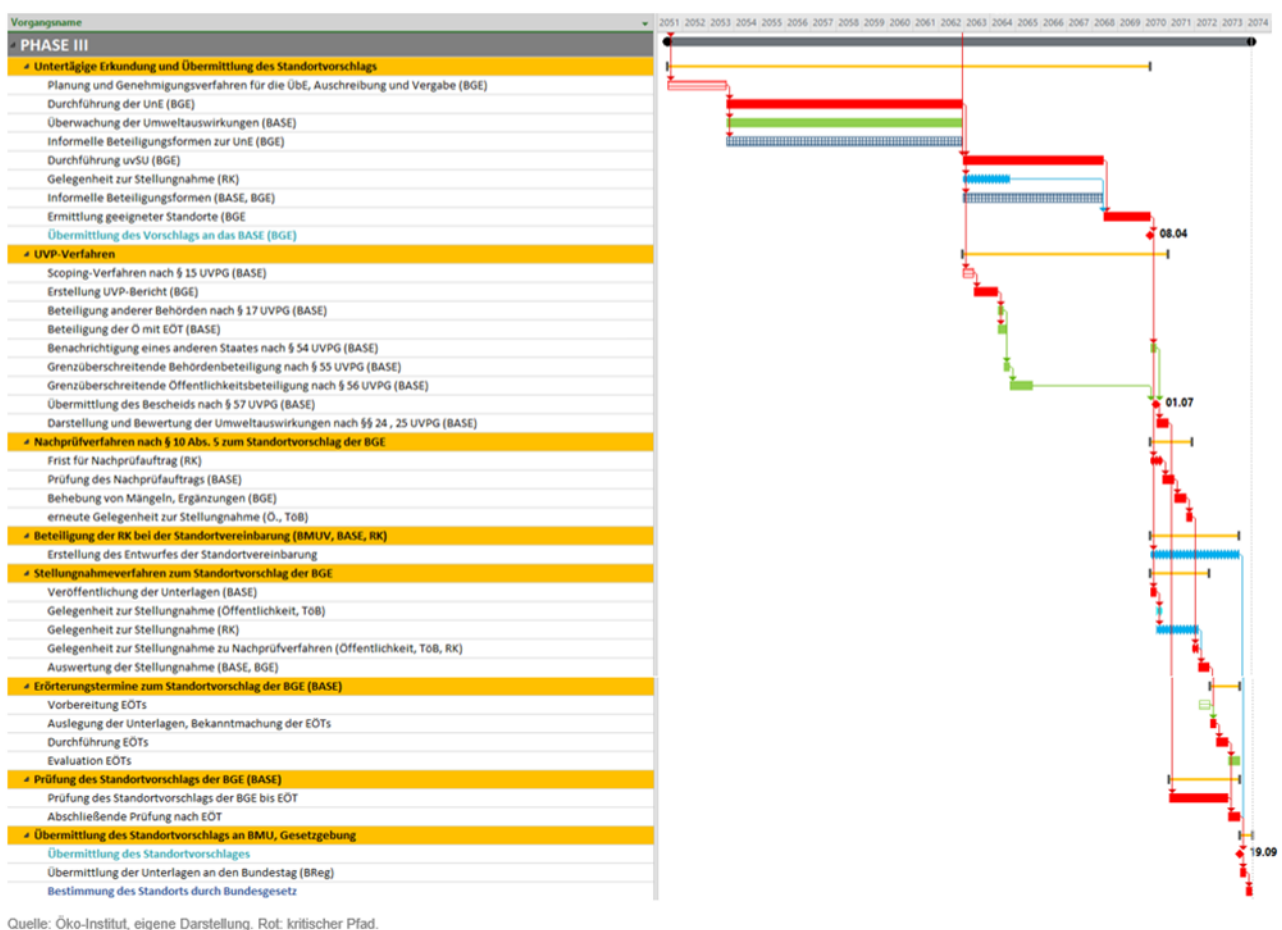 Vorgangsname 2051 2052 2053 2054 2055 2056 2057 2058 2059 2060 2061 2062 2063 2064 2065 2066 2067 2068 2069 2070 2071 2072 2073 2074
PHASE III
Untertägige Erkundung und Übermittlung des Standortvorschlags
Planung und Genehmigungsverfahren für die ÜbE, Auschreibung und Vergabe (BGE)
Durchführung der UnE (BGE)
Überwachung der Umweltauswirkungen (BASE)
Informelle Beteiligungsformen zur UnE (BGE)
Durchführung uvSU (BGE)
Gelegenheit zur Stellungnahme (RK)
Informelle Beteiligungsformen (BASE, BGE)
Ermittlung geeigneter Standorte (BGE
Übermittlung des Vorschlags an das BASE (BGE) 08.04
UVP-Verfahren
Scoping-Verfahren nach § 15 UVPG (BASE)
Erstellung UVP-Bericht (BGE)
Beteiligung anderer Behörden nach § 17 UVPG (BASE)
Beteiligung der Ö mit EÖT (BASE)
Benachrichtigung eines anderen Staates nach § 54 UVPG (BASE)
Grenzüberschreitende Behördenbeteiligung nach § 55 UVPG (BASE)
Grenzüberschreitende Öffentlichkeitsbeteiligung nach § 56 UVPG (BASE)
Übermittlung des Bescheids nach § 57 UVPG (BASE) 01.07
Darstellung und Bewertung der Umweltauswirkungen nach §§ 24 , 25 UVPG (BASE)
Nachprüfverfahren nach § 10 Abs. 5 zum Standortvorschlag der BGE
Frist für Nachprüfauftrag (RK)
Prüfung des Nachprüfauftrags (BASE)
Behebung von Mängeln, Ergänzungen (BGE)
erneute Gelegenheit zur Stellungnahme (Ö., TöB)
Beteiligung der RK bei der Standortvereinbarung (BMUV, BASE, RK)
Erstellung des Entwurfes der Standortvereinbarung
Stellungnahmeverfahren zum Standortvorschlag der BGE
Veröffentlichung der Unterlagen (BASE)
Gelegenheit zur Stellungnahme (Öffentlichkeit, TöB)
Gelegenheit zur Stellungnahme (RK)
Gelegenheit zur Stellungnahme zu Nachprüfverfahren (Öffentlichkeit, TöB, RK)
Auswertung der Stellungnahme (BASE, BGE)
Erörterungstermine zum Standortvorschlag der BGE (BASE)
Vorbereitung EÖTs
Auslegung der Unterlagen, Bekanntmachung der EÖTs
Durchführung EÖTs
Evaluation EÖTs
Prüfung des Standortvorschlags der BGE (BASE)
Prüfung des Standortvorschlags der BGE bis EÖT
Abschließende Prüfung nach EÖT
Übermittlung des Standortvorschlags an BMU, Gesetzgebung
Übermittlung des Standortvorschlages 19.09
Übermittlung der Unterlagen an den Bundestag (BReg)
Bestimmung des Standorts durch Bundesgesetz
Quelle: Öko-Institut, eigene Darstellung. Rot: kritischer Pfad.